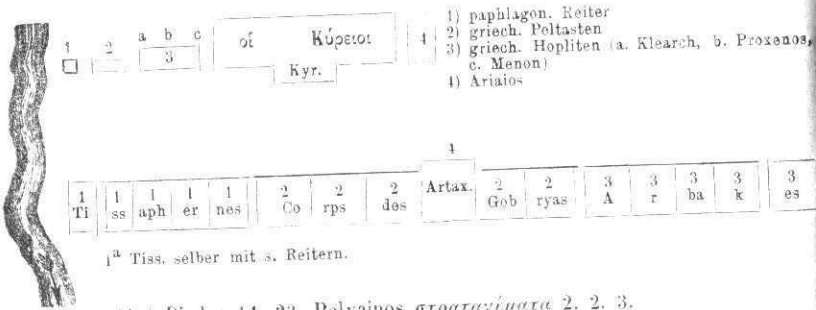 1 2 a b c
3
οἱ Κύρειοι
Kyr.
4
1) paphlagon. Reiter
2) griech. Peltasten
3) griech. Hopliten (a. Klearch, b. Proxenos,
c. Menon)
4) Ariaios
4
1 1 1 1 1 2 2 2 Artax. 2 2 3 3 3 3 3
Ti ss aph er nes Co rps des Gob ryas A r ba k es
1a Tiss. selber mit s. Reitern.
14, 23. Polyainos στρατηγήματα 2. 2. 3.